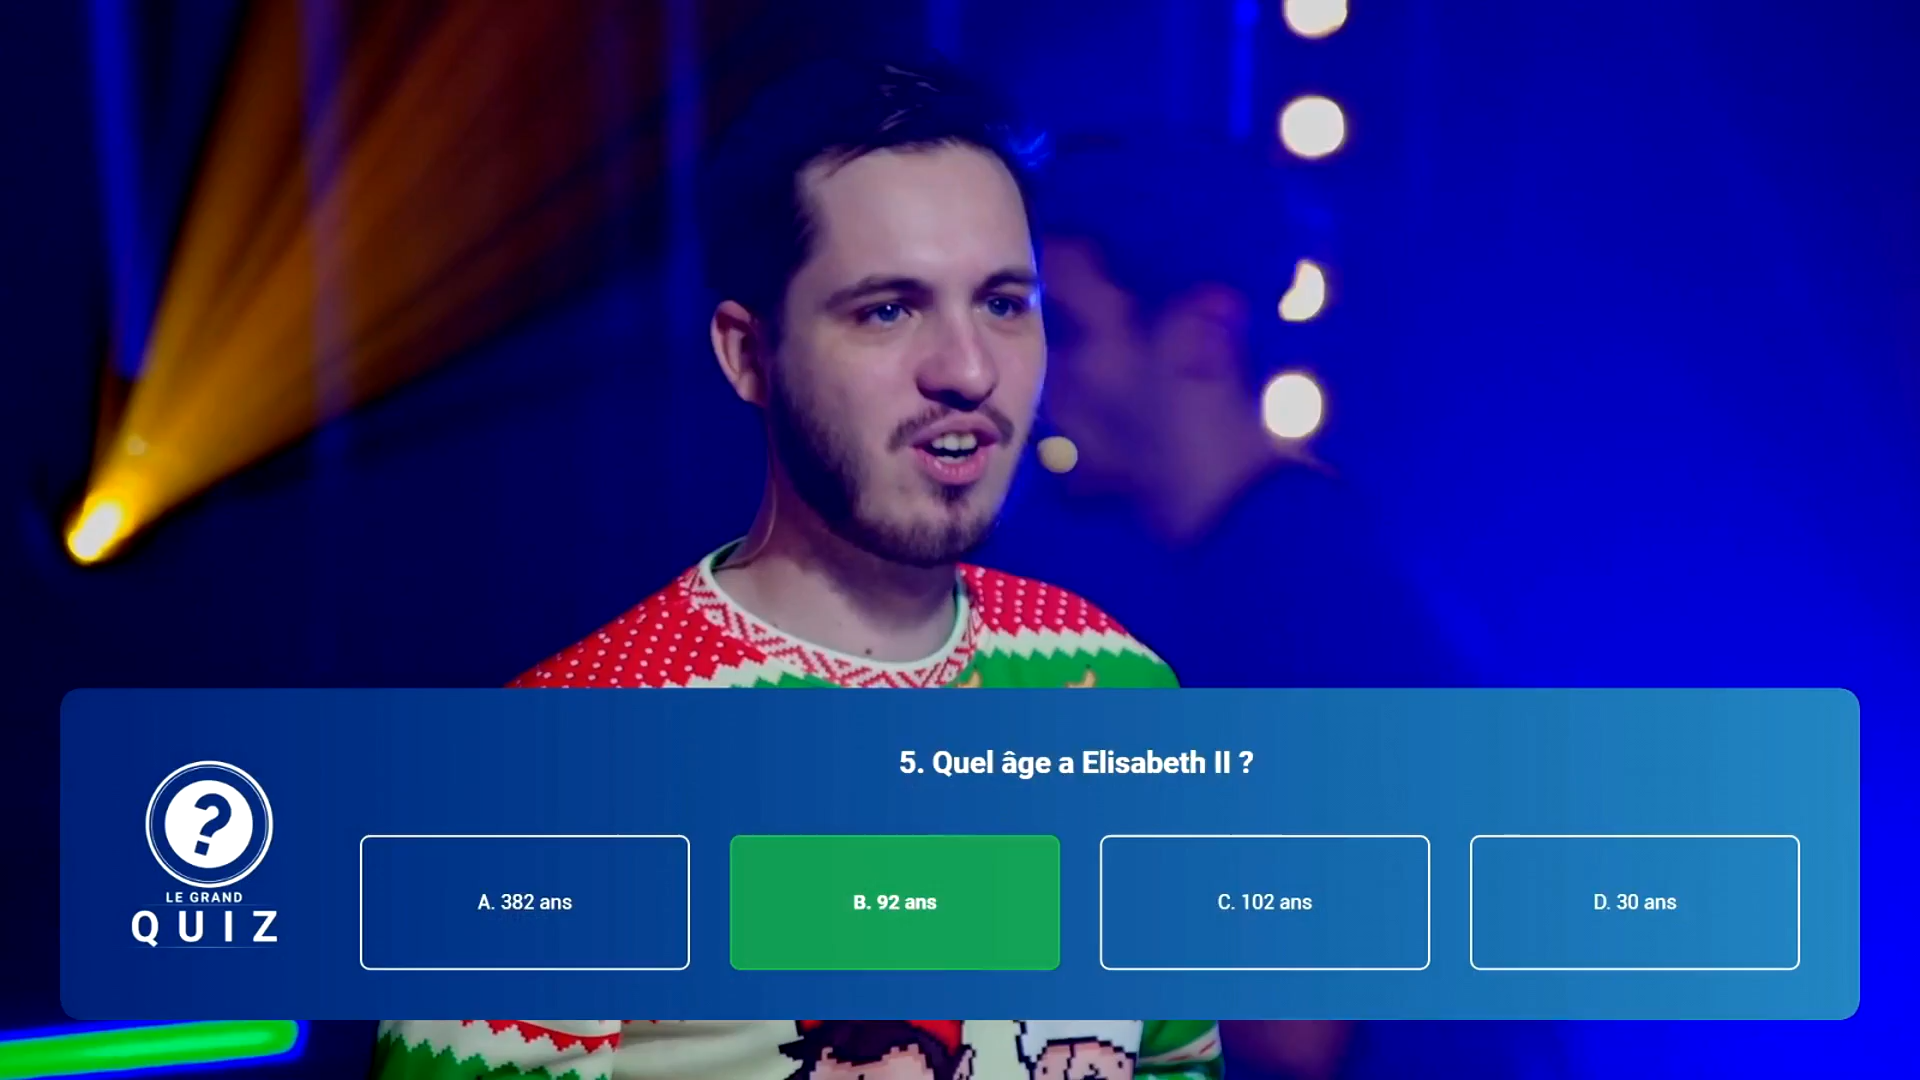 5. Quel âge a Elisabeth II ?
?
LE GRAND
QUIZ
A. 382 ans
B. 92 ans
C. 102 ans
D. 30 ans